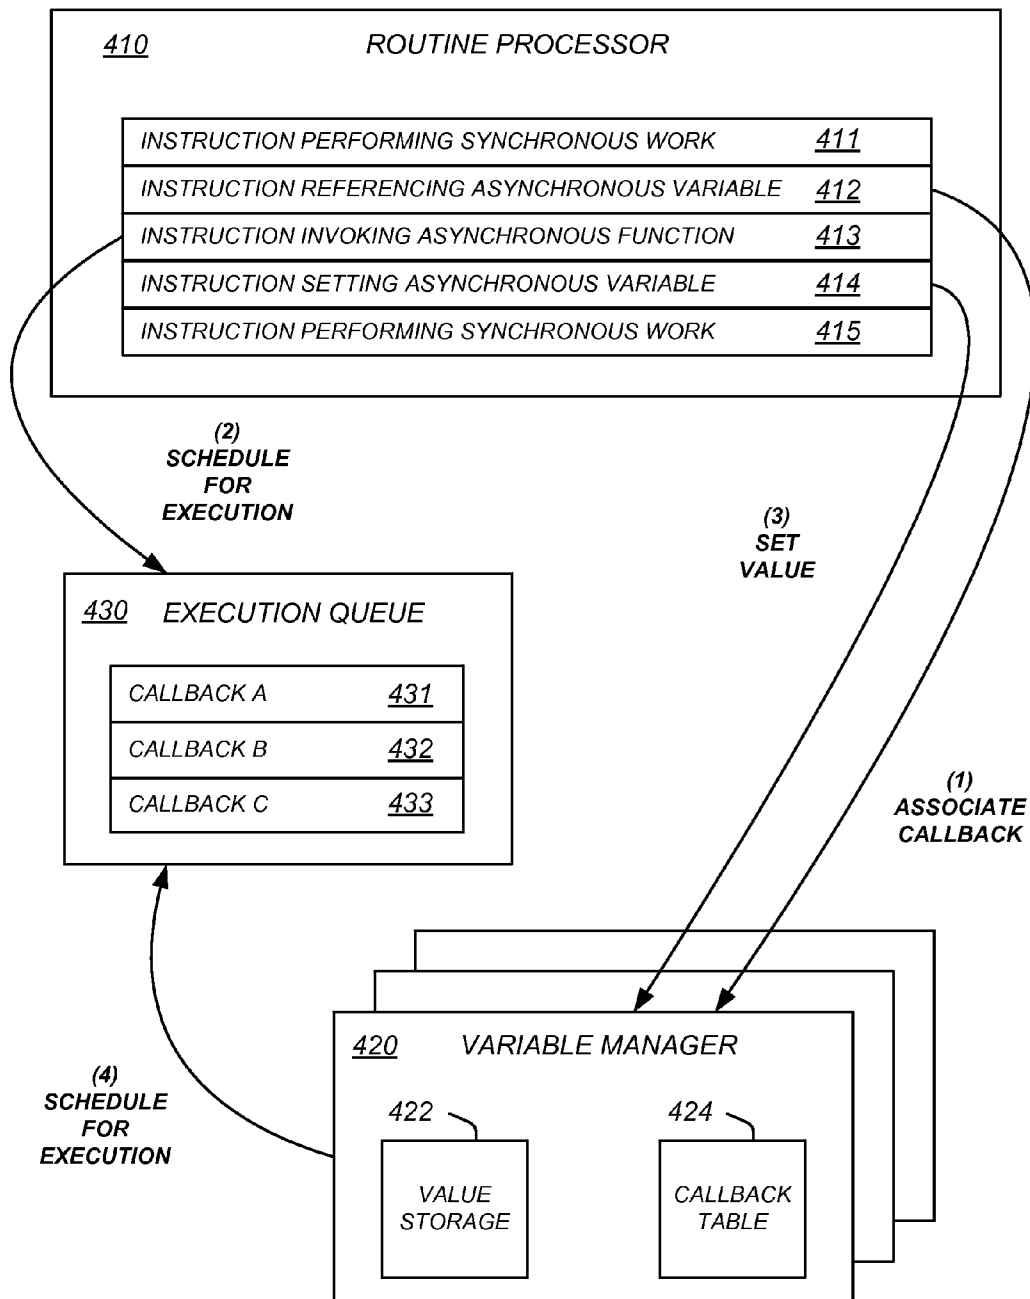 410 ROUTINE PROCESSOR
INSTRUCTION PERFORMING SYNCHRONOUS WORK 411
INSTRUCTION REFERENCING ASYNCHRONOUS VARIABLE 412
INSTRUCTION INVOKING ASYNCHRONOUS FUNCTION 413
INSTRUCTION SETTING ASYNCHRONOUS VARIABLE 414
INSTRUCTION PERFORMING SYNCHRONOUS WORK 415
(2)
SCHEDULE
FOR
EXECUTION
(3)
SET
VALUE
430 EXECUTION QUEUE
CALLBACK A 431
CALLBACK B 432
CALLBACK C 433
(1)
ASSOCIATE
CALLBACK
420 VARIABLE MANAGER
(4)
SCHEDULE
FOR
EXECUTION
422
VALUE
STORAGE
424
CALLBACK
TABLE